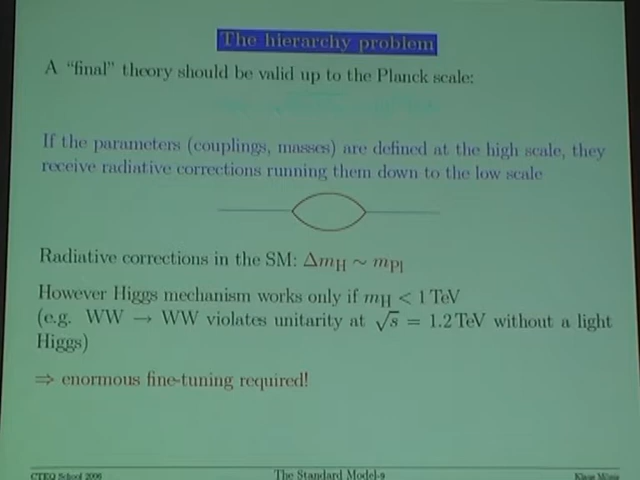 The hierarchy problem
A “final” theory should be valid up to the Planck scale:
If the parameters (couplings, masses) are defined at the high scale, they
receive radiative corrections running them down to the low scale
Radiative corrections in the SM: Δm_H ∼ m_Pl
However Higgs mechanism works only if m_H < 1 TeV
(e.g. WW → WW violates unitarity at √s = 1.2 TeV without a light
Higgs)
⇒ enormous fine-tuning required!
CTEQ School 2006
The Standard Model-9